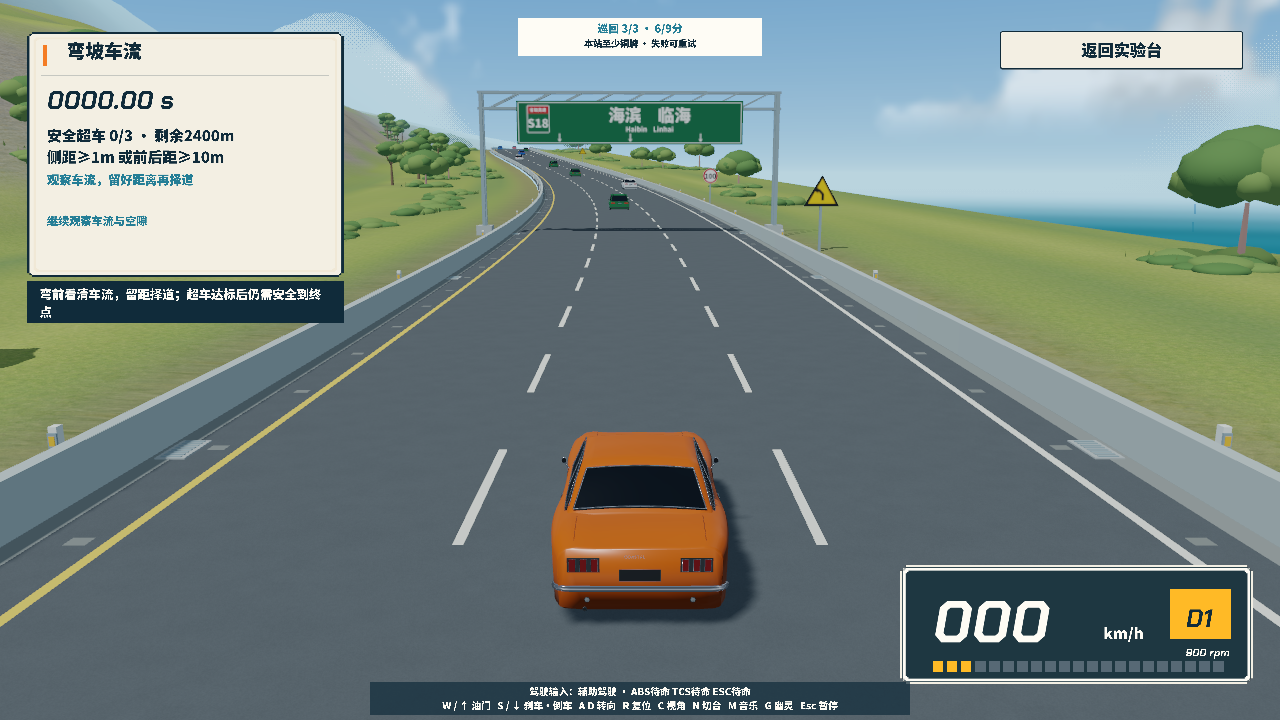 弯坡车流
0000.00 s
安全超车 0/3 · 剩余2400m
侧距≥1m 或前后距≥10m
观察车流，留好距离再择道
继续观察车流与空隙
弯前看清车流，留距择道；超车达标后仍需安全到终
点
巡回 3/3 · 6/9分
本站至少铜牌 · 失败可重试
返回实验台
S18
海滨 临海
Haibin Linhai
000 km/h
D1
900 rpm
驾驶输入：辅助驾驶 · ABS待命 TCS待命 ESC待命
W / ↑ 油门 S / ↓ 刹车·倒车 A D 转向 R 复位 C 视角 N 切台 M 音乐 G 幽灵 Esc 暂停